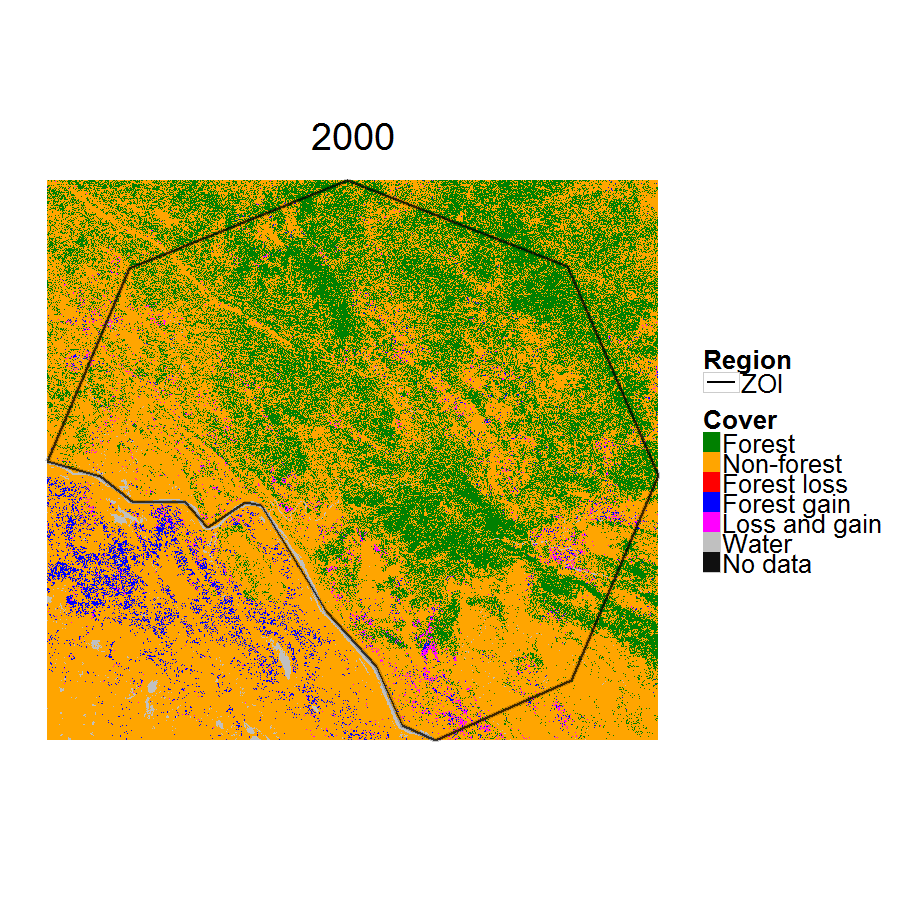 2000
Region
ZOI
Cover
Forest
Non-forest
Forest loss
Forest gain
Loss and gain
Water
No data